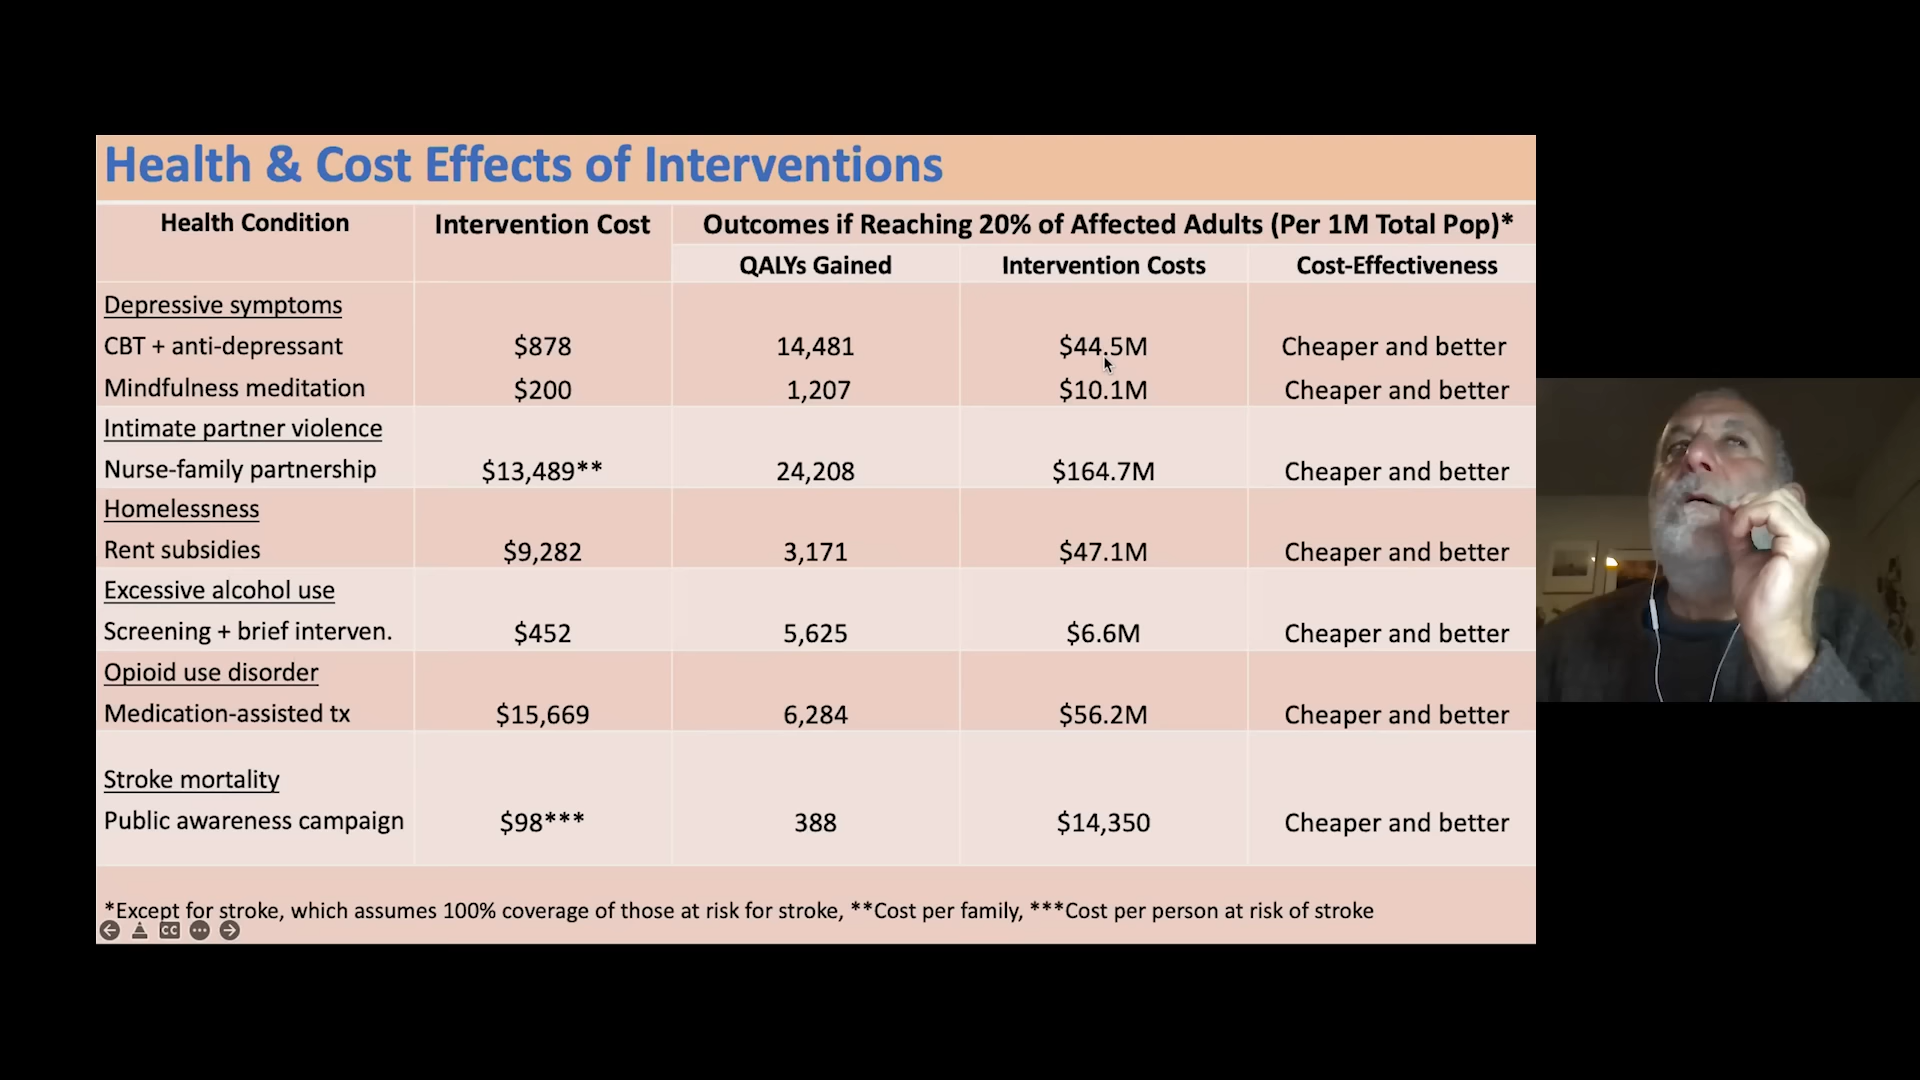 Health & Cost Effects of Interventions
Health Condition Intervention Cost Outcomes if Reaching 20% of Affected Adults (Per 1M Total Pop)*
QALYs Gained Intervention Costs Cost-Effectiveness
Depressive symptoms
CBT + anti-depressant $878 14,481 $44.5M Cheaper and better
Mindfulness meditation $200 1,207 $10.1M Cheaper and better
Intimate partner violence
Nurse-family partnership $13,489** 24,208 $164.7M Cheaper and better
Homelessness
Rent subsidies $9,282 3,171 $47.1M Cheaper and better
Excessive alcohol use
Screening + brief interven. $452 5,625 $6.6M Cheaper and better
Opioid use disorder
Medication-assisted tx $15,669 6,284 $56.2M Cheaper and better
Stroke mortality
Public awareness campaign $98*** 388 $14,350 Cheaper and better
*Except for stroke, which assumes 100% coverage of those at risk for stroke, **Cost per family, ***Cost per person at risk of stroke
CC